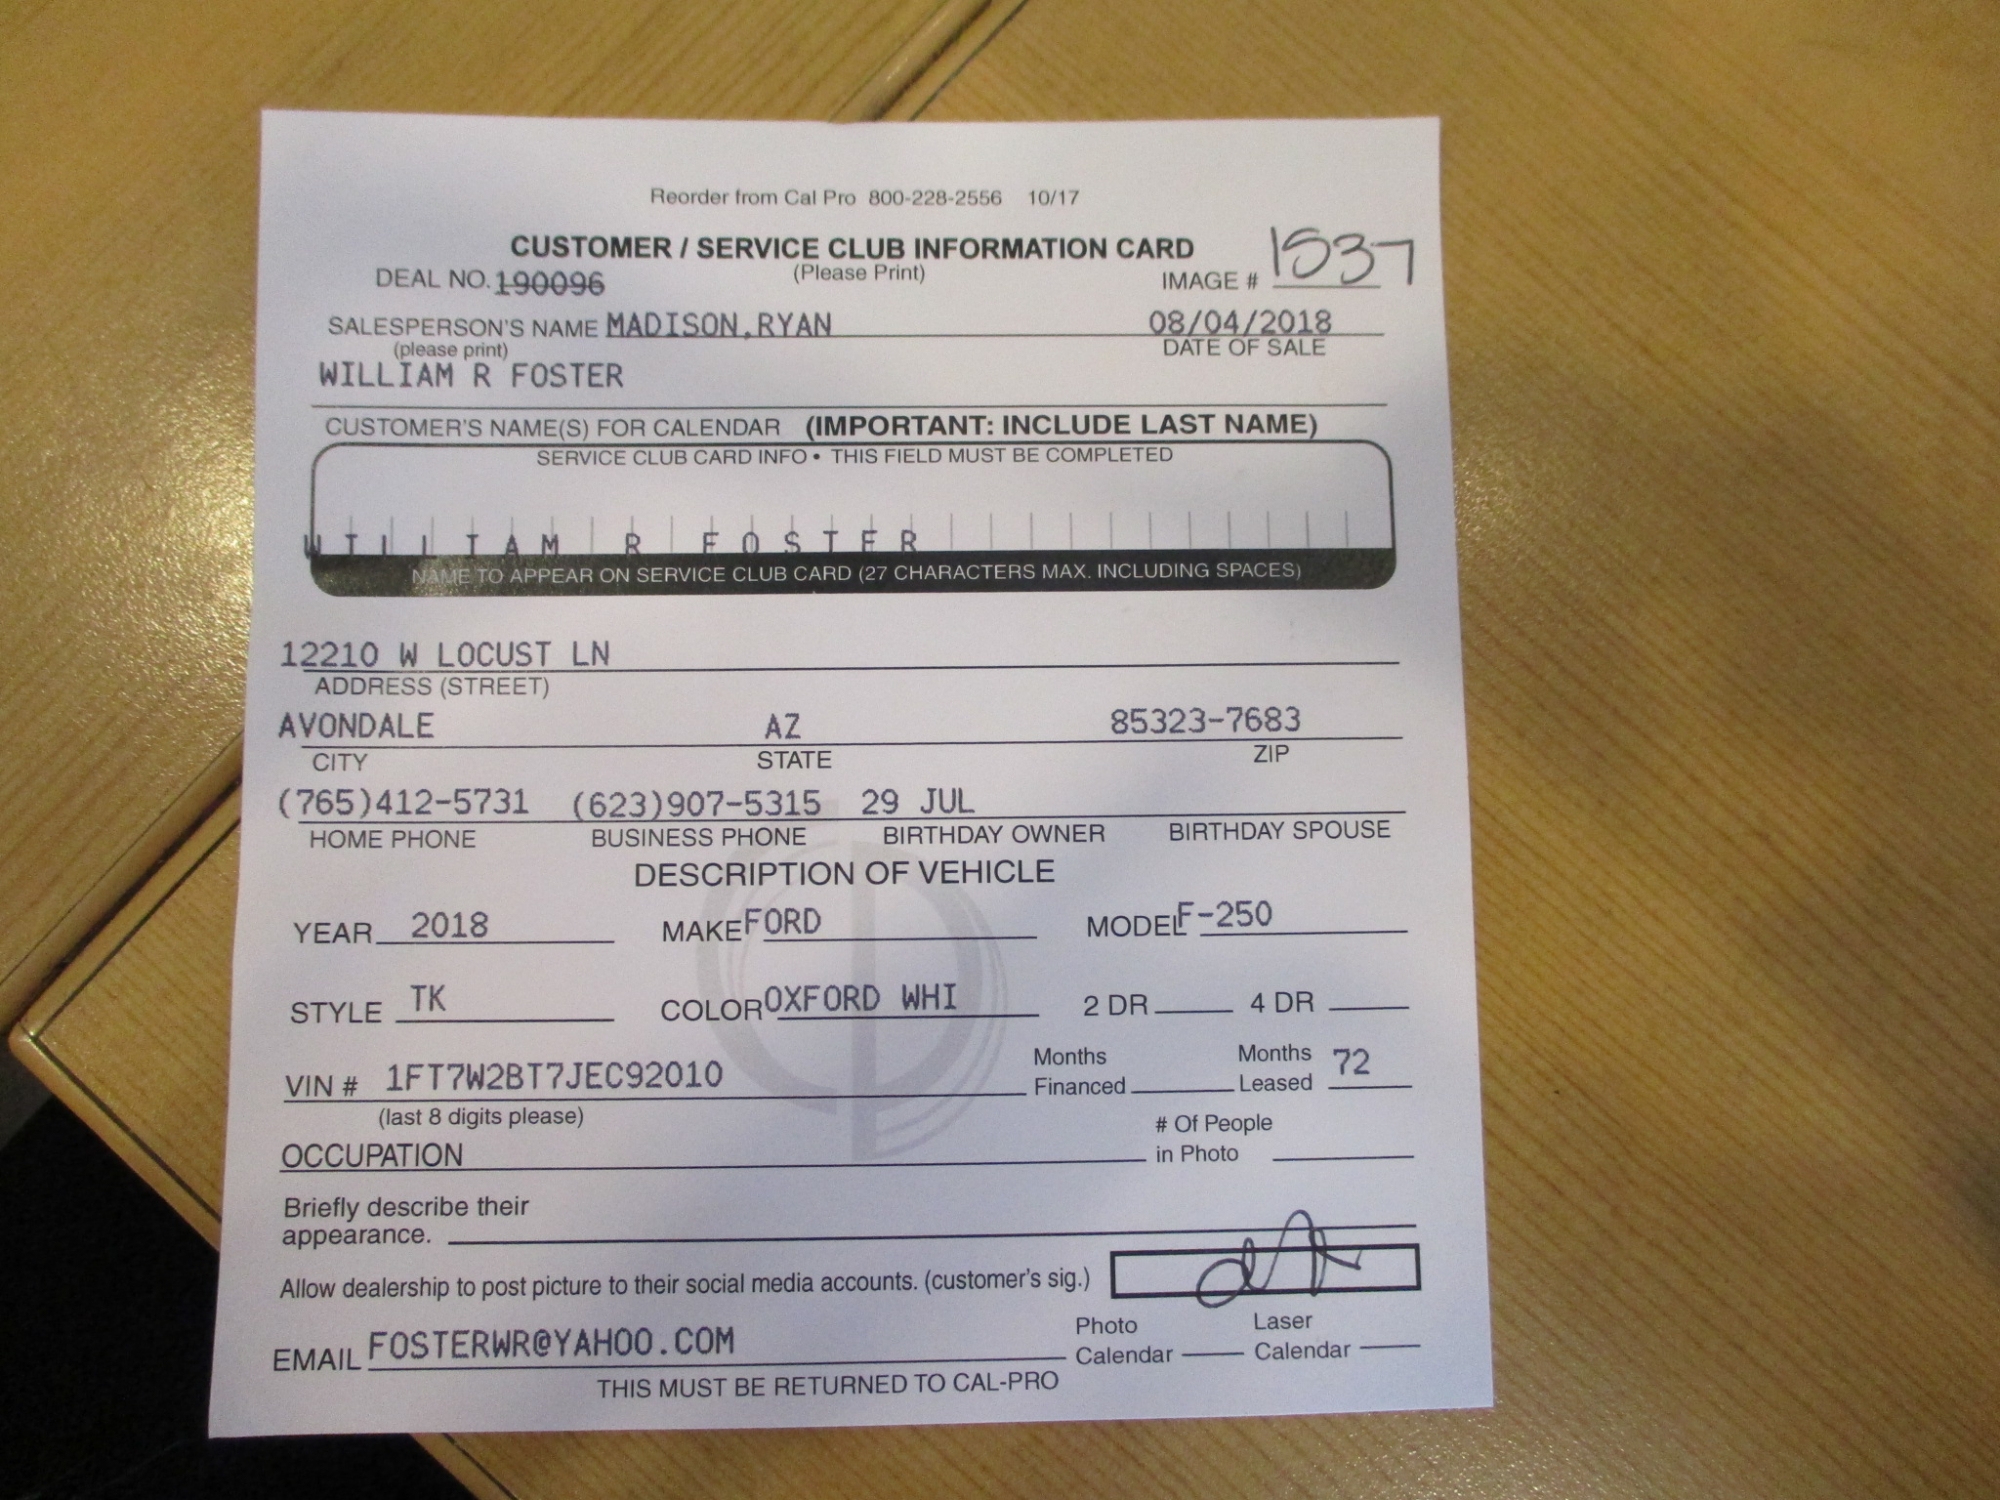 Reorder from Cal Pro 800-228-2556 10/17
CUSTOMER / SERVICE CLUB INFORMATION CARD
DEAL NO. 190096 (Please Print) IMAGE # 1537
SALESPERSON'S NAME MADISON,RYAN 08/04/2018
(please print) DATE OF SALE
WILLIAM R FOSTER
CUSTOMER'S NAME(S) FOR CALENDAR (IMPORTANT: INCLUDE LAST NAME)
SERVICE CLUB CARD INFO • THIS FIELD MUST BE COMPLETED
WILLIAM R FOSTER
NAME TO APPEAR ON SERVICE CLUB CARD (27 CHARACTERS MAX. INCLUDING SPACES)
12210 W LOCUST LN
ADDRESS (STREET)
AVONDALE AZ 85323-7683
CITY STATE ZIP
(765)412-5731 (623)907-5315 29 JUL
HOME PHONE BUSINESS PHONE BIRTHDAY OWNER BIRTHDAY SPOUSE
DESCRIPTION OF VEHICLE
YEAR 2018 MAKE FORD MODEL F-250
STYLE TK COLOR OXFORD WHI 2 DR 4 DR
VIN # 1FT7W2BT7JEC92010 Months Financed Months Leased 72
(last 8 digits please)
OCCUPATION # Of People in Photo
Briefly describe their
appearance.
Allow dealership to post picture to their social media accounts. (customer's sig.)
EMAIL FOSTERWR@YAHOO.COM Photo Calendar Laser Calendar
THIS MUST BE RETURNED TO CAL-PRO